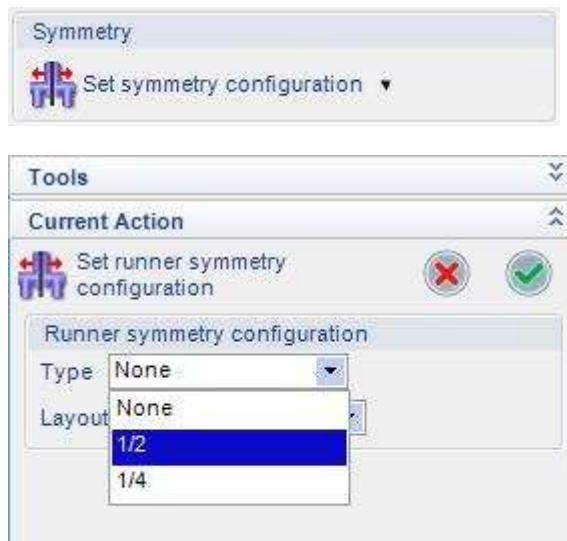 Symmetry
Set symmetry configuration
Tools
Current Action
Set runner symmetry
configuration
Runner symmetry configuration
Type None
None
Layout
1/2
1/4